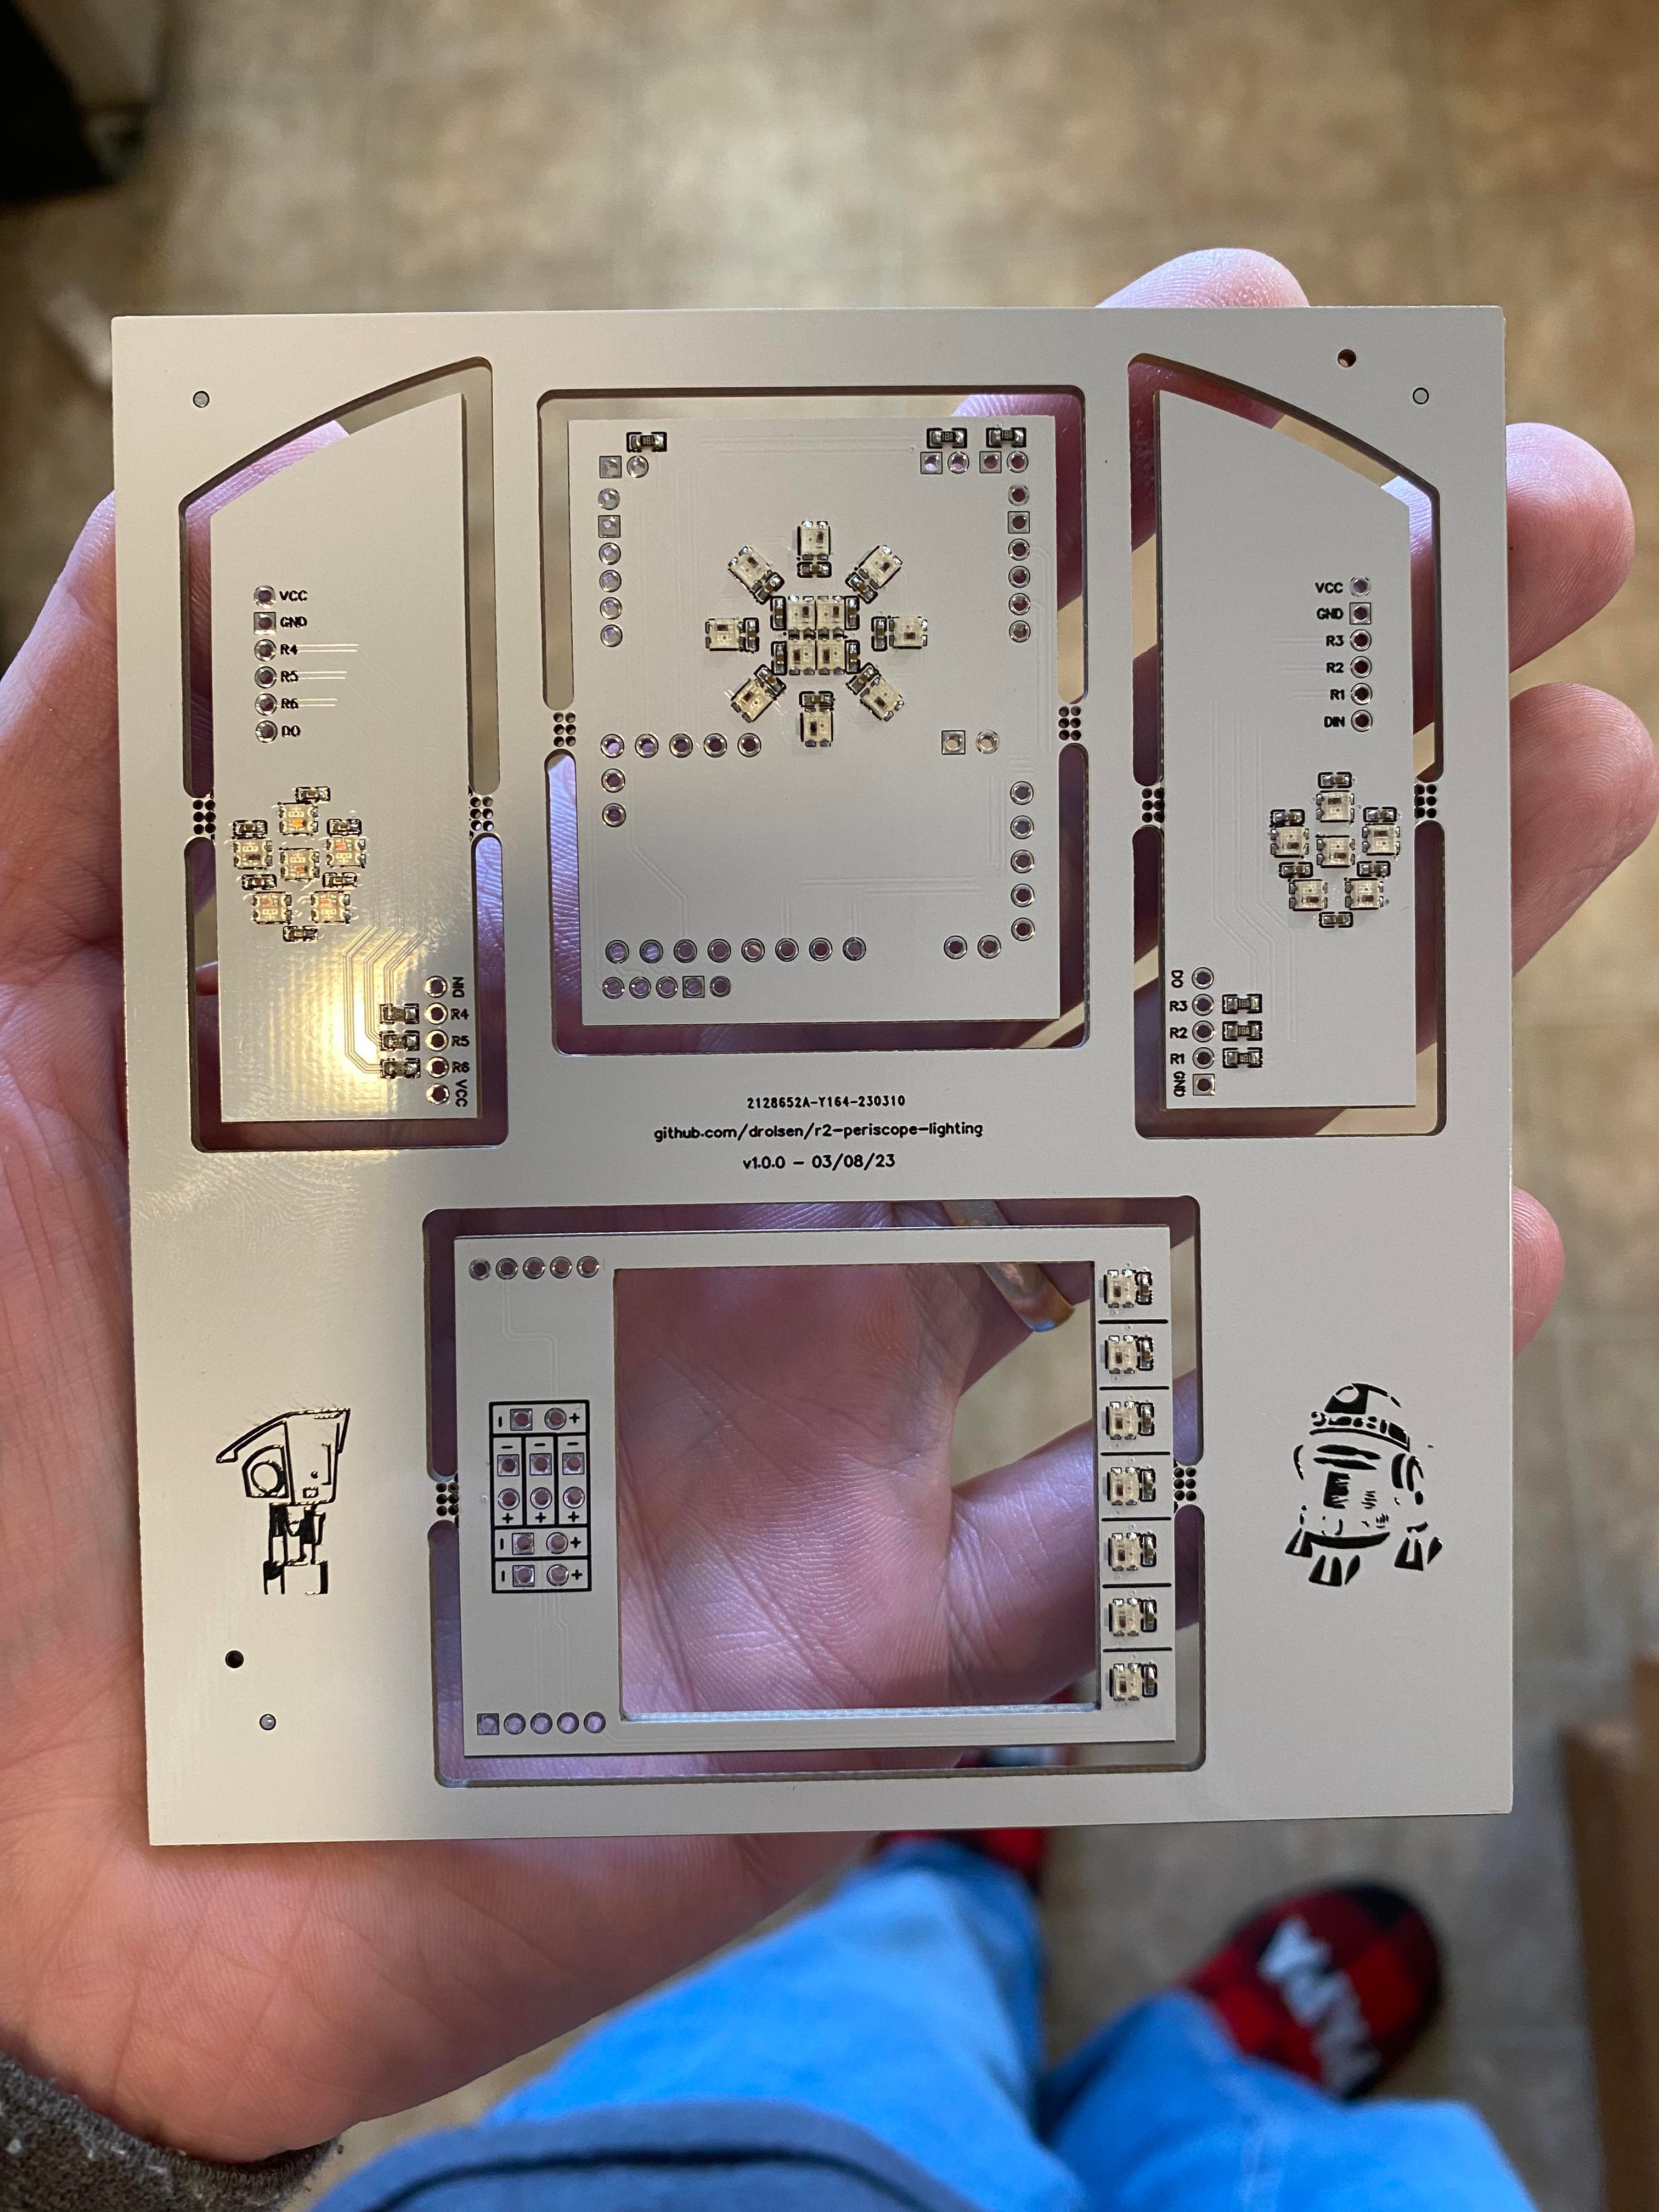 VCC
GND
R4
R5
R6
DO
DIN
R4
R5
R6
VCC
VCC
GND
R3
R2
R1
DIN
DO
R3
R2
R1
GND
2128652A-Y164-230310
github.com/drolsen/r2-periscope-lighting
v1.0.0 - 03/08/23
- +
- - -
+ + +
- +
- +